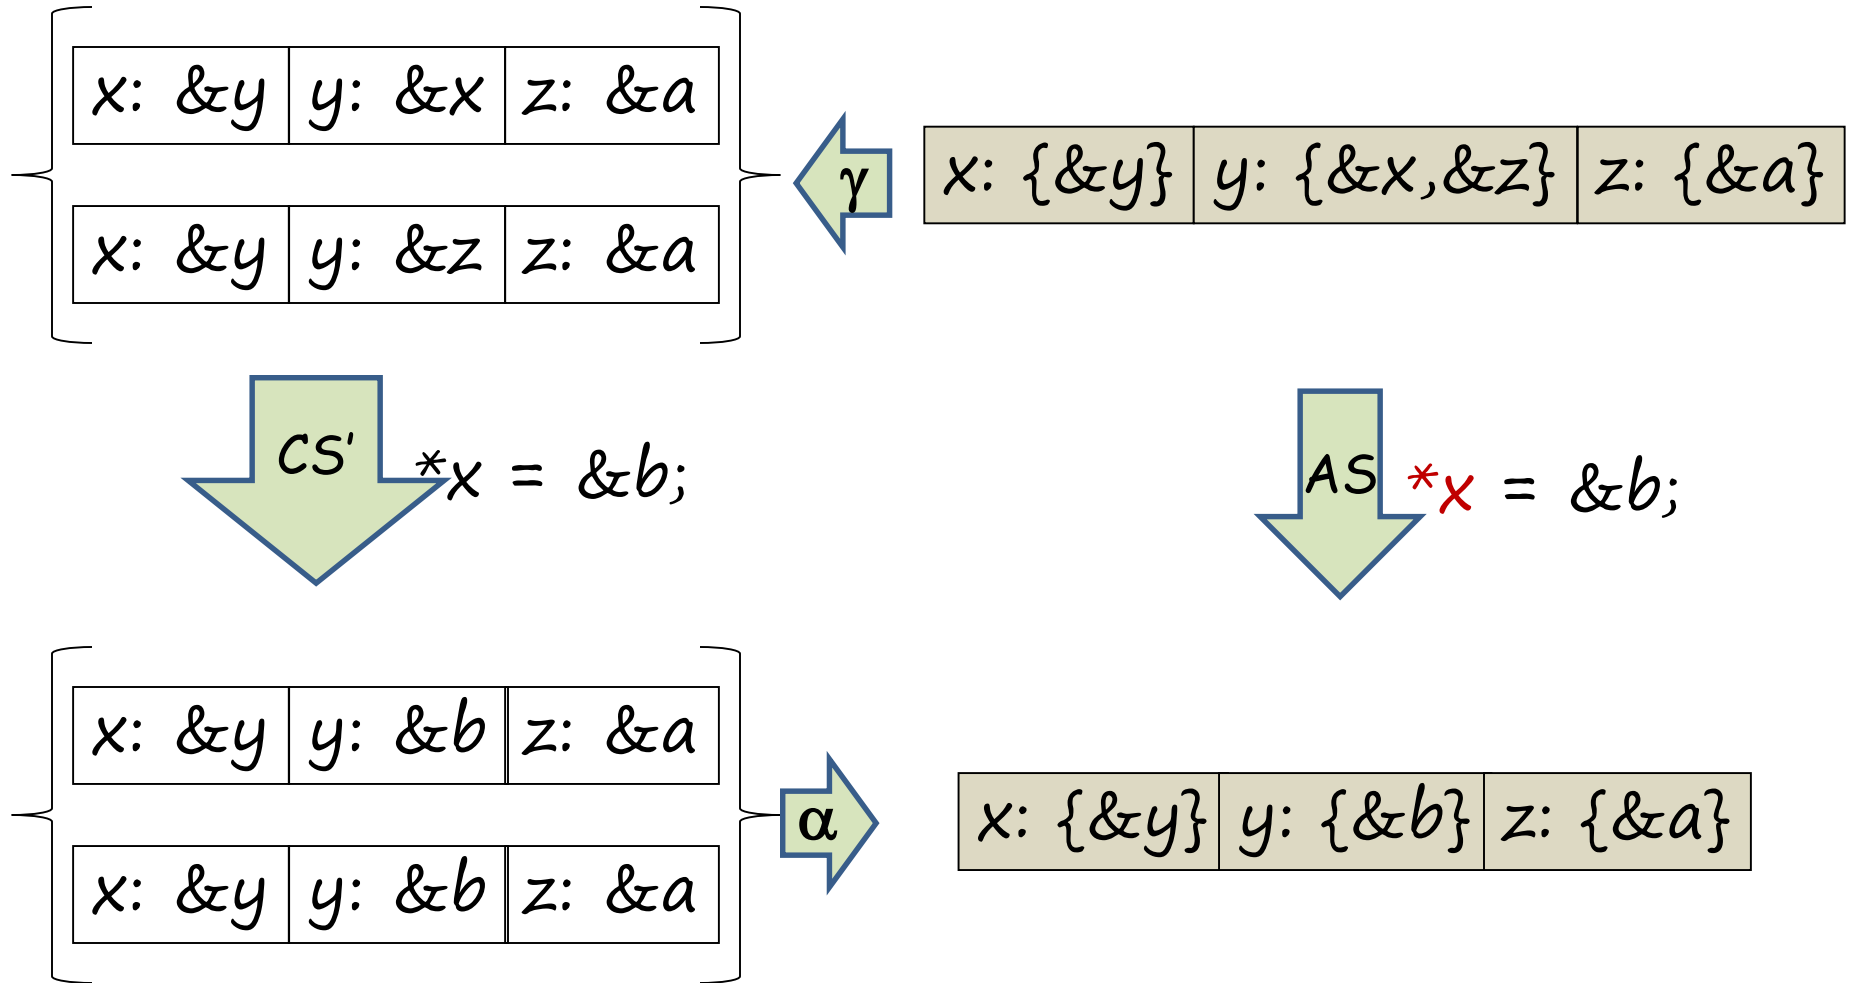 x: &y y: &x z: &a
γ
x: {&y} y: {&x,&z} z: {&a}
x: &y y: &z z: &a
CS' *x = &b;
AS *x = &b;
x: &y y: &b z: &a
α
x: {&y} y: {&b} z: {&a}
x: &y y: &b z: &a